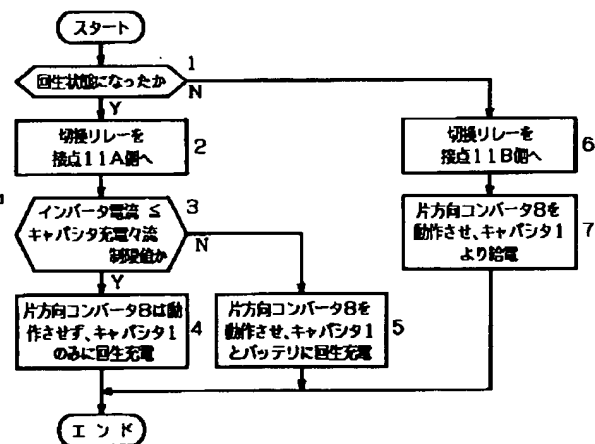 スタート
1
回生状態になったか
N
Y
切換リレーを
接点11A側へ
2
インバータ電流 ≤
キャパシタ充電々流
制限値か
3
N
Y
片方向コンバータ8は動
作させず、キャパシタ1
のみに回生充電
4
片方向コンバータ8を
動作させ、キャパシタ1
とバッテリに回生充電
5
切換リレーを
接点11B側へ
6
片方向コンバータ8を
動作させ、キャパシタ1
より給電
7
エンド